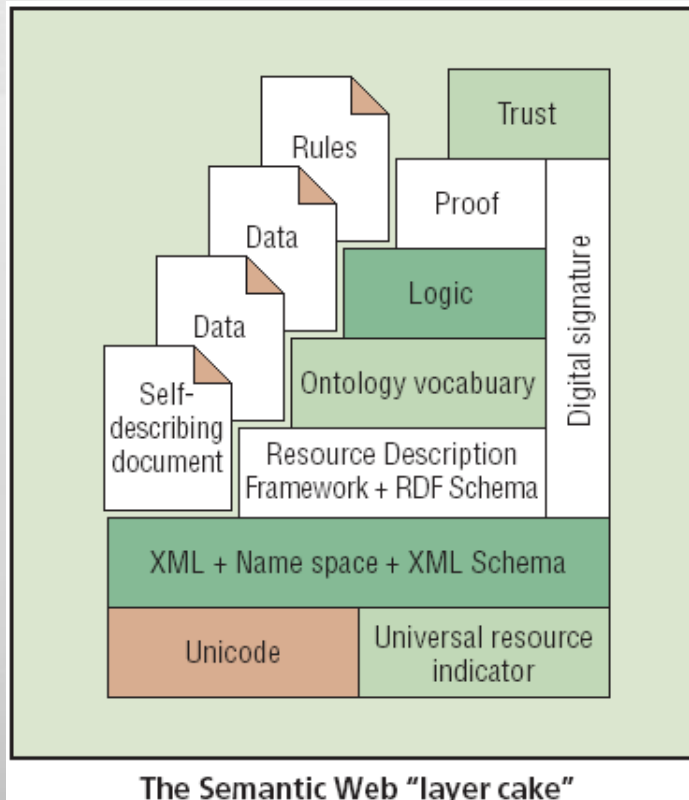 Trust
Rules
Proof
Data
Logic
Digital signature
Data
Ontology vocabuary
Self-
describing
document
Resource Description
Framework + RDF Schema
XML + Name space + XML Schema
Unicode
Universal resource
indicator
The Semantic Web “layer cake”